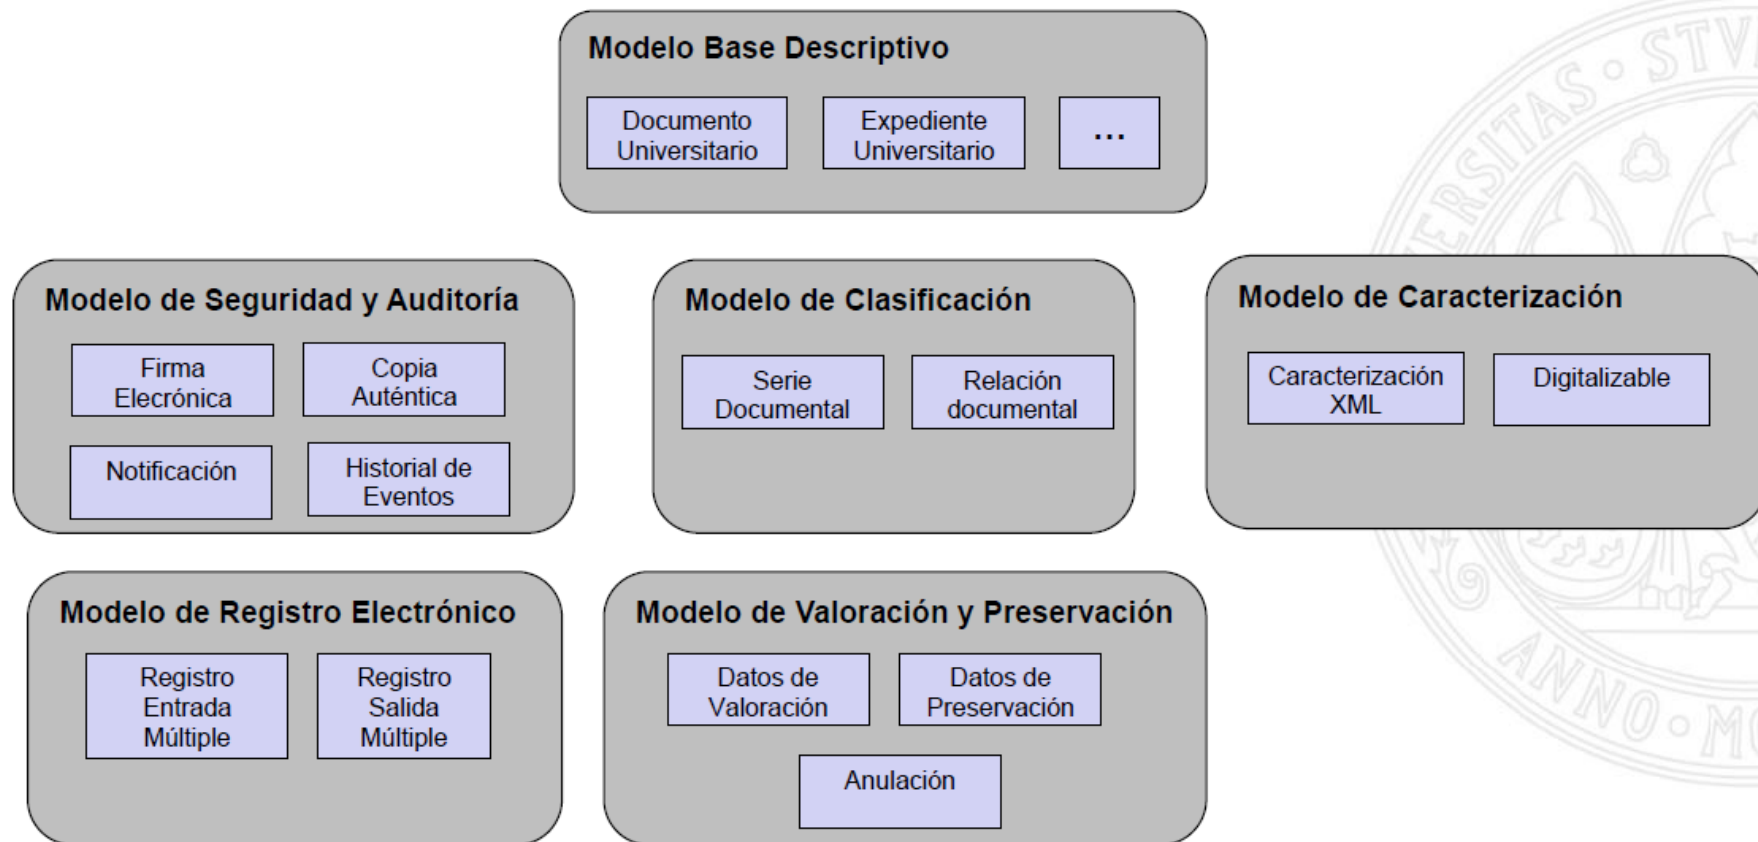 Modelo Base Descriptivo
Documento
Universitario
Expediente
Universitario
...
Modelo de Seguridad y Auditoría
Firma
Elecrónica
Copia
Auténtica
Notificación
Historial de
Eventos
Modelo de Clasificación
Serie
Documental
Relación
documental
Modelo de Caracterización
Caracterización
XML
Digitalizable
Modelo de Registro Electrónico
Registro
Entrada
Múltiple
Registro
Salida
Múltiple
Modelo de Valoración y Preservación
Datos de
Valoración
Datos de
Preservación
Anulación
ANNO